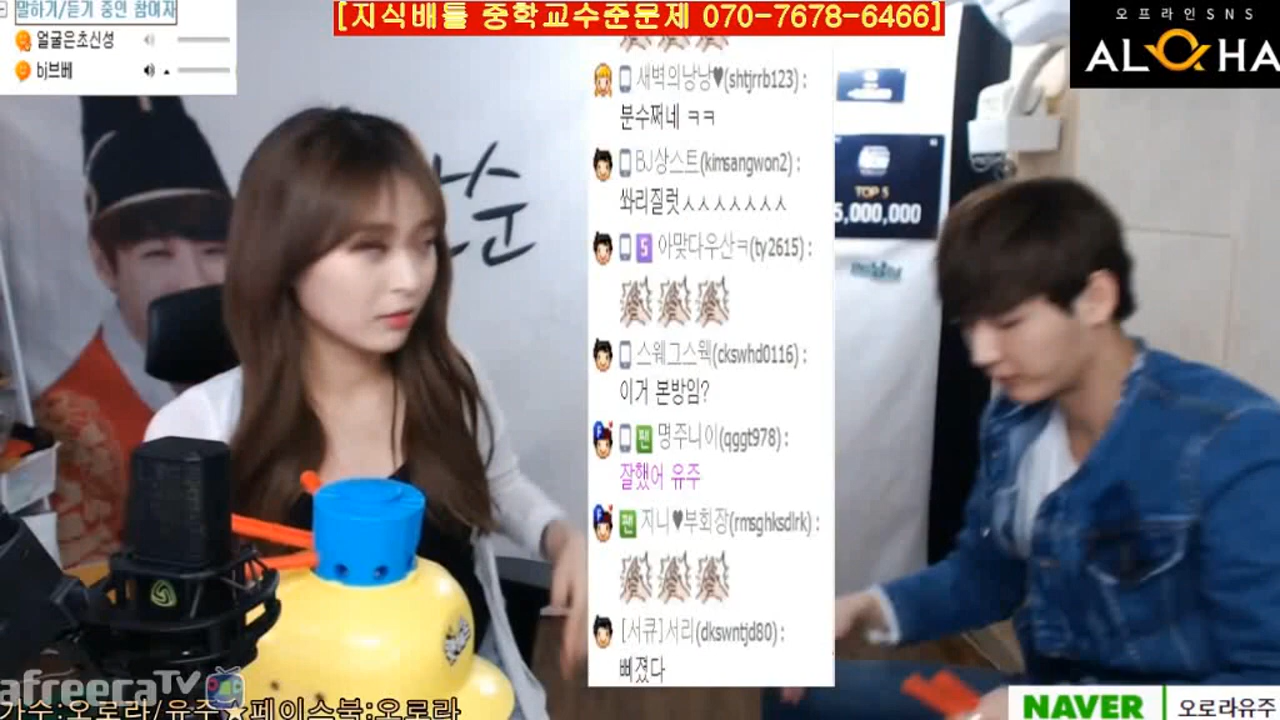 말하기/듣기 중인 참여자
얼굴은초신성
bj브베
[지식배틀 중학교수준문제 070-7678-6466]
오프라인SNS
ALOHA
새벽의낭낭♥(shtjrrb123) :
분수쩌네 ㅋㅋ
BJ상스트(kimsangwon2) :
쏴리질럿ㅅㅅㅅㅅㅅㅅㅅ
5 아맞다우산ㅋ(ty2615) :
스웨그스웩(ckswhd0116) :
이거 본방임?
팬 명주니이(qggt978) :
잘했어 유주
팬 지니♥부회장(rmsghksdlrk) :
[서큐]서리(dkswntjd80) :
삐졌다
순
TOP 5
5,000,000
afreecaTV
가수:오로라/유주★페이스북:오로라
NAVER
오로라유주